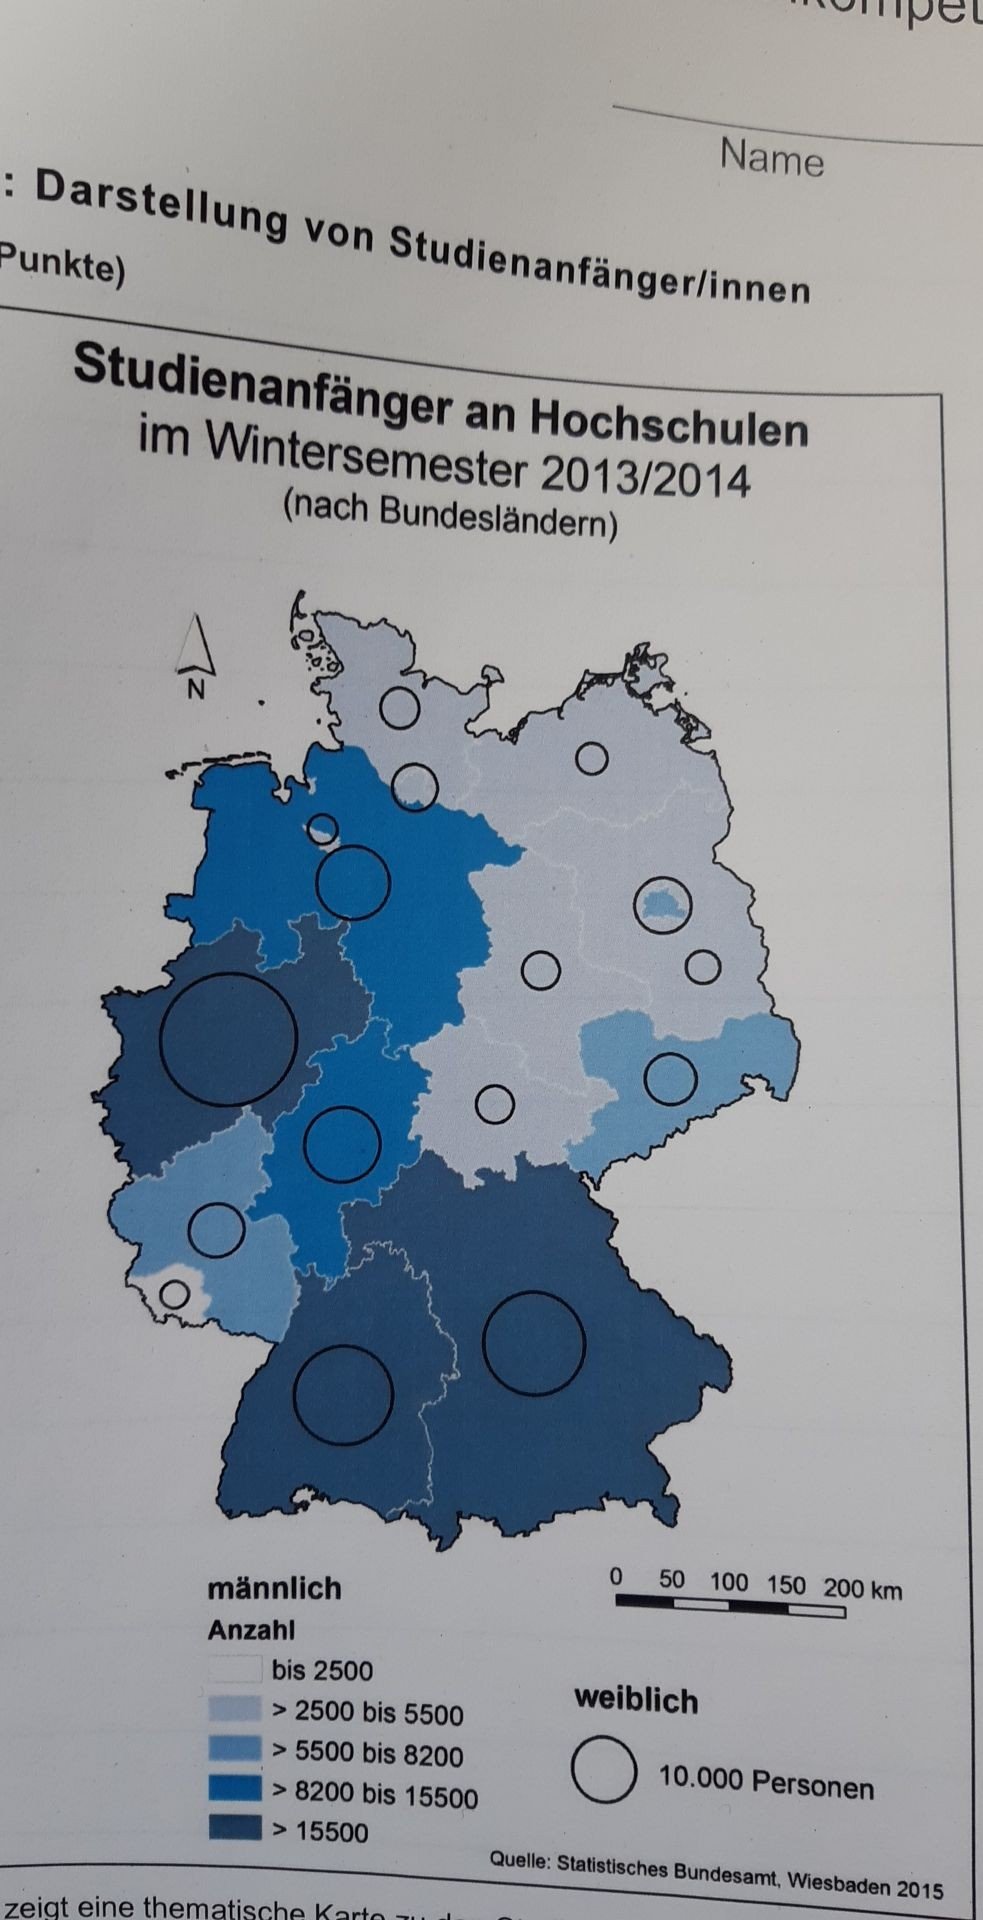 Name
: Darstellung von Studienanfänger/innen
Punkte)
Studienanfänger an Hochschulen
im Wintersemester 2013/2014
(nach Bundesländern)
N
0 50 100 150 200 km
männlich
Anzahl
bis 2500
> 2500 bis 5500
> 5500 bis 8200
> 8200 bis 15500
> 15500
weiblich
10.000 Personen
Quelle: Statistisches Bundesamt, Wiesbaden 2015
zeigt eine thematische Karte zu